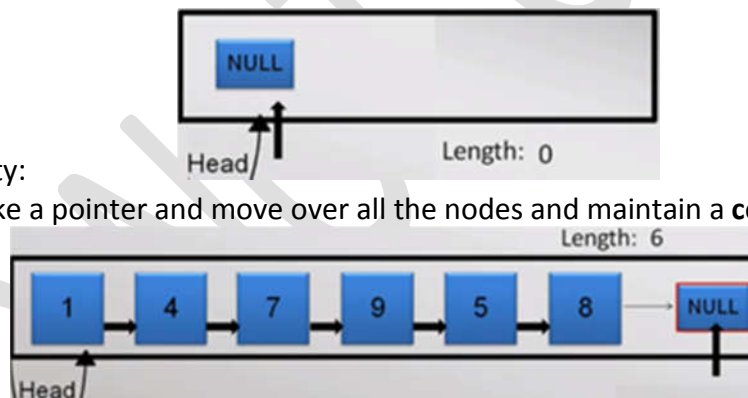 NULL
Head
Length: 0
ty:
ke a pointer and move over all the nodes and maintain a
Length: 6
1 4 7 9 5 8 NULL
Head